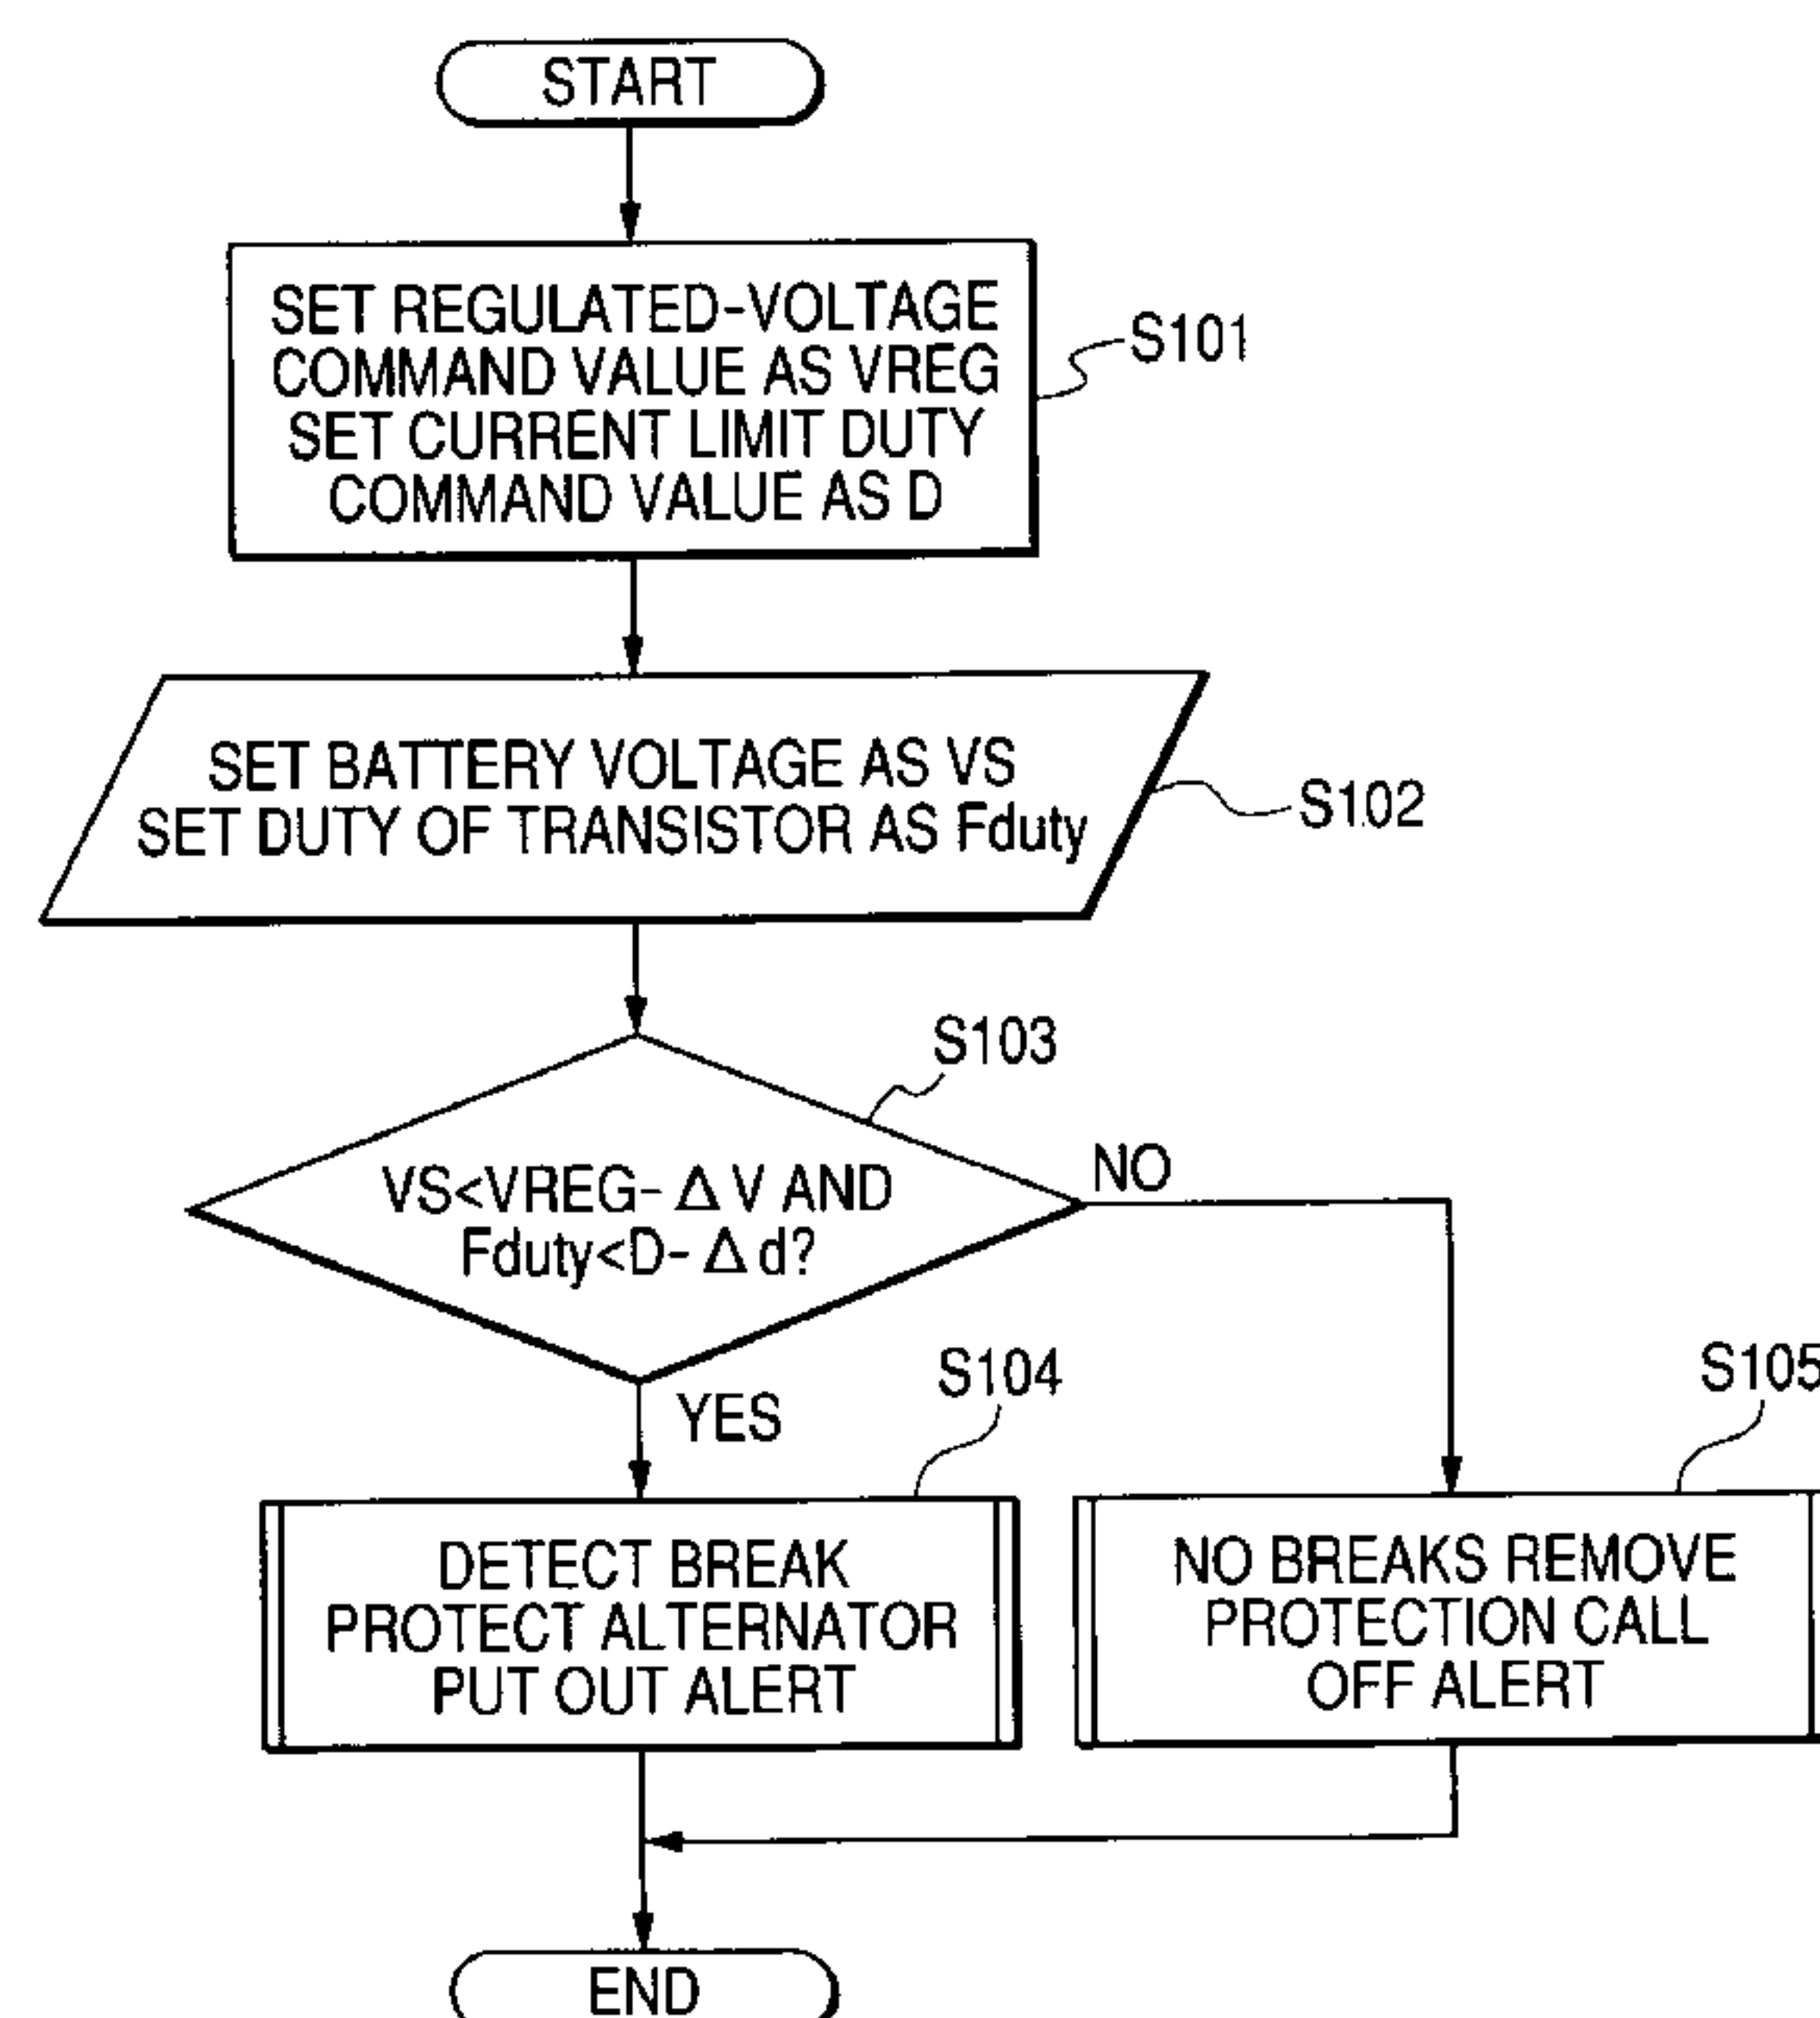 START
SET REGULATED-VOLTAGE
COMMAND VALUE AS VREG
SET CURRENT LIMIT DUTY
COMMAND VALUE AS D
S101
SET BATTERY VOLTAGE AS VS
SET DUTY OF TRANSISTOR AS Fduty
S102
S103
VS<VREG- Δ V AND
Fduty<D- Δ d?
NO
YES
S104
DETECT BREAK
PROTECT ALTERNATOR
PUT OUT ALERT
S105
NO BREAKS REMOVE
PROTECTION CALL
OFF ALERT
END